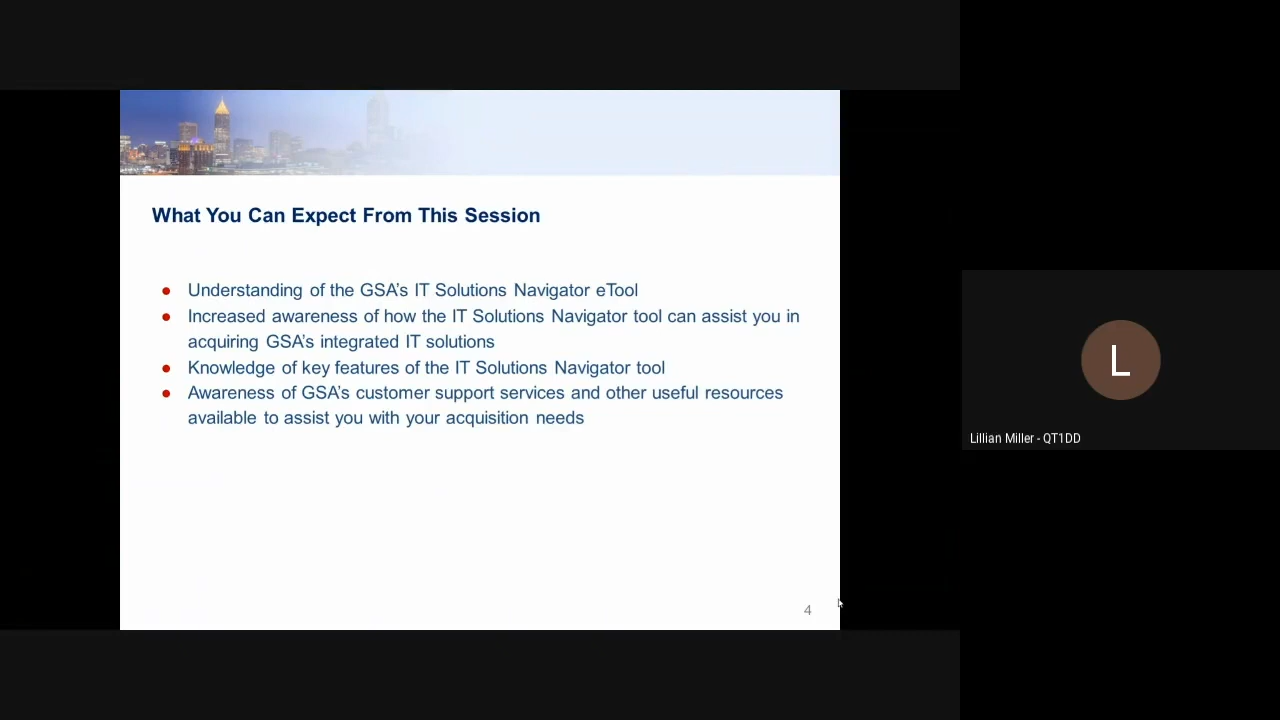 What You Can Expect From This Session
● Understanding of the GSA's IT Solutions Navigator eTool
● Increased awareness of how the IT Solutions Navigator tool can assist you in
acquiring GSA's integrated IT solutions
● Knowledge of key features of the IT Solutions Navigator tool
● Awareness of GSA's customer support services and other useful resources
available to assist you with your acquisition needs
4
L
Lillian Miller - QT1DD